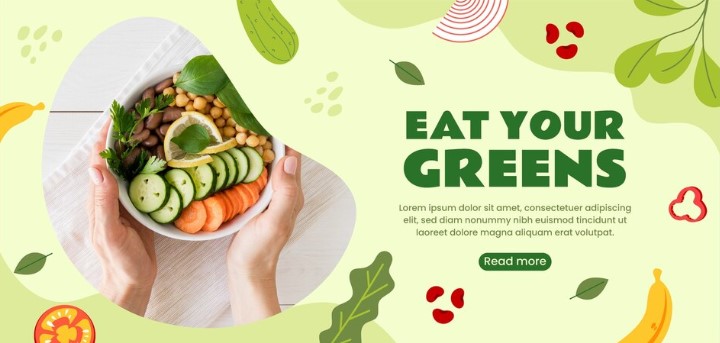 EAT YOUR
GREENS
Lorem ipsum dolor sit amet, consectetuer adipiscing
elit, sed diam nonummy nibh euismod tincidunt ut
laoreet dolore magna aliquam erat volutpat.
Read more